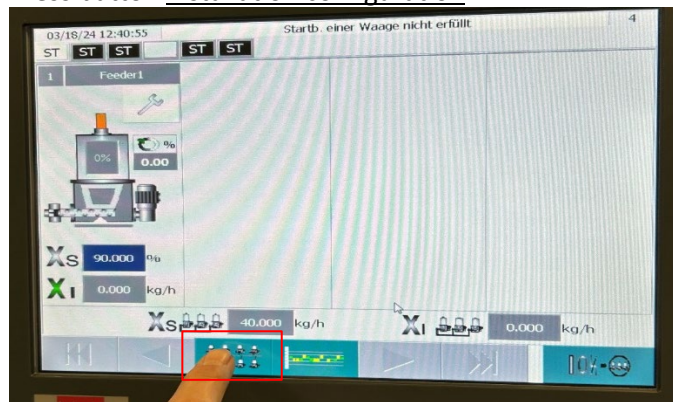 03/18/24 12:40:55
Startb. einer Waage nicht erfüllt
4
ST ST ST ST ST
1 Feeder1
%
0% 0.00
XS 90.000 %
XI 0.000 kg/h
XS 40.000 kg/h
XI 0.000 kg/h